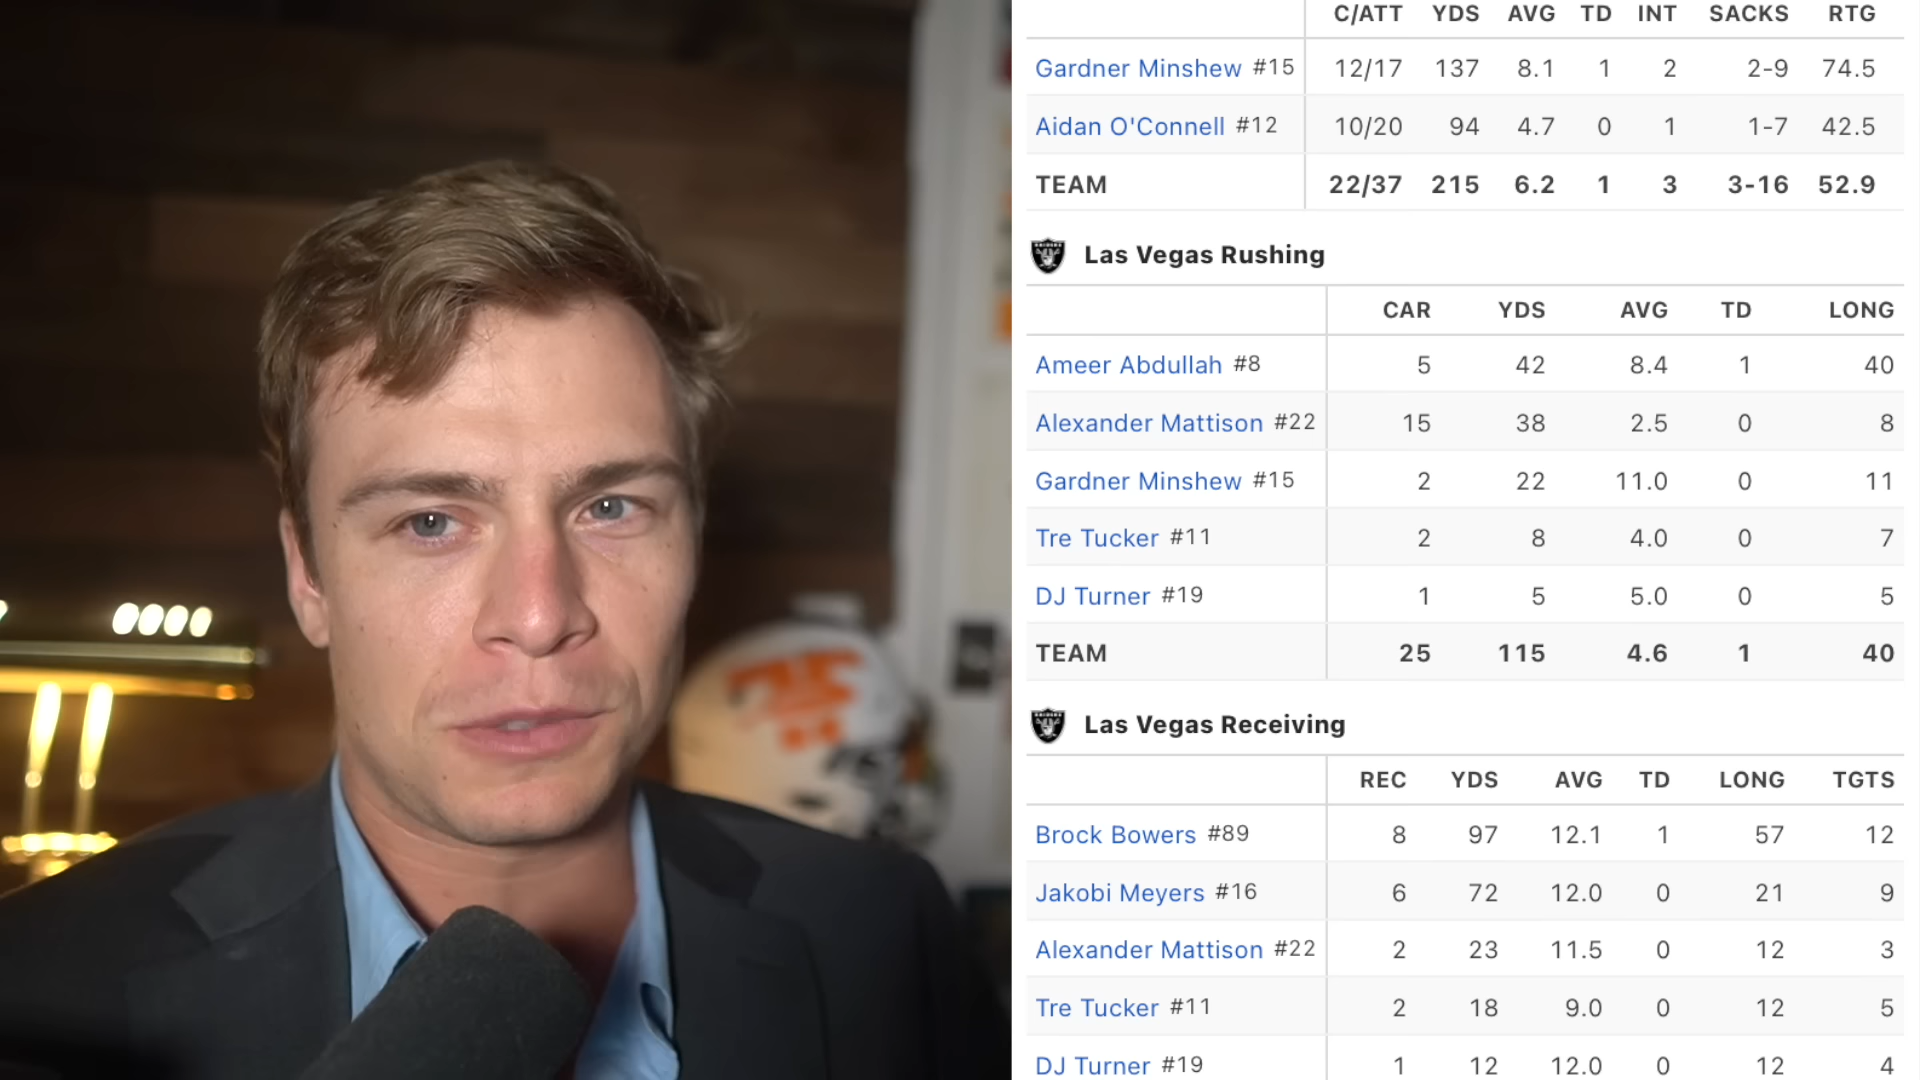 C/ATT YDS AVG TD INT SACKS RTG
Gardner Minshew #15 12/17 137 8.1 1 2 2-9 74.5
Aidan O'Connell #12 10/20 94 4.7 0 1 1-7 42.5
TEAM 22/37 215 6.2 1 3 3-16 52.9
Las Vegas Rushing
CAR YDS AVG TD LONG
Ameer Abdullah #8 5 42 8.4 1 40
Alexander Mattison #22 15 38 2.5 0 8
Gardner Minshew #15 2 22 11.0 0 11
Tre Tucker #11 2 8 4.0 0 7
DJ Turner #19 1 5 5.0 0 5
TEAM 25 115 4.6 1 40
Las Vegas Receiving
REC YDS AVG TD LONG TGTS
Brock Bowers #89 8 97 12.1 1 57 12
Jakobi Meyers #16 6 72 12.0 0 21 9
Alexander Mattison #22 2 23 11.5 0 12 3
Tre Tucker #11 2 18 9.0 0 12 5
DJ Turner #19 1 12 12.0 0 12 4